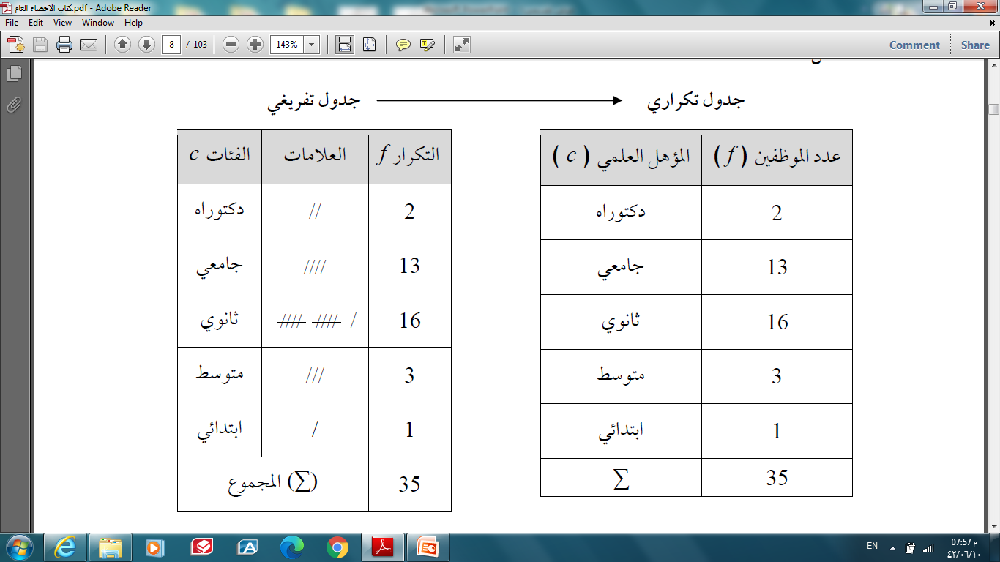 كتاب الاحصاء العام.pdf - Adobe Reader
File Edit View Window Help
8 / 103 143% Comment Share
جدول تفريغي جدول تكراري
الفئات c العلامات التكرار f
دكتوراه // 2
جامعي //// 13
ثانوي //// //// / 16
متوسط /// 3
ابتدائي / 1
المجموع (∑) 35
المؤهل العلمي ( c ) عدد الموظفين ( f )
دكتوراه 2
جامعي 13
ثانوي 16
متوسط 3
ابتدائي 1
∑ 35
EN 07:57 م
٤٢/٠٦/١٠